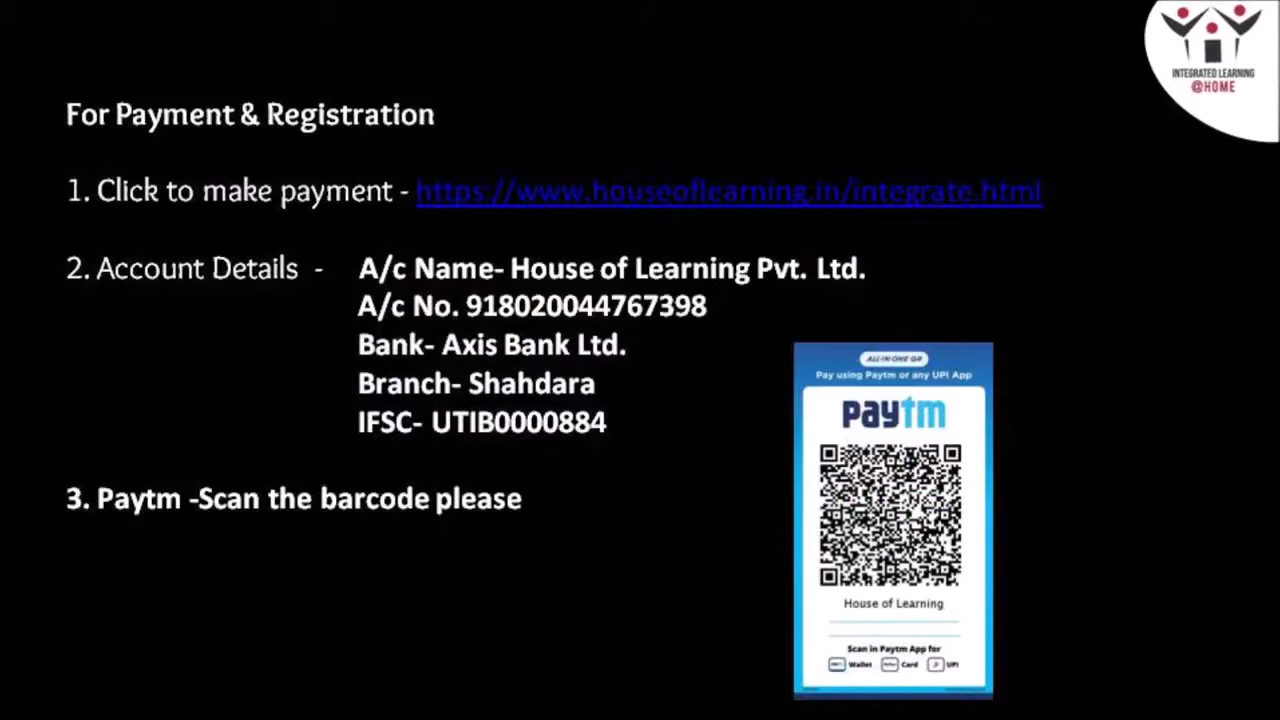 INTEGRATED LEARNING
@HOME
For Payment & Registration
1. Click to make payment - https://www.houseoflearning.in/integrate.html
2. Account Details - A/c Name- House of Learning Pvt. Ltd.
A/c No. 918020044767398
Bank- Axis Bank Ltd.
Branch- Shahdara
IFSC- UTIB0000884
3. Paytm -Scan the barcode please
ALL-IN-ONE QR
Pay using Paytm or any UPI App
paytm
House of Learning
Scan in Paytm App for
Wallet Card UPI